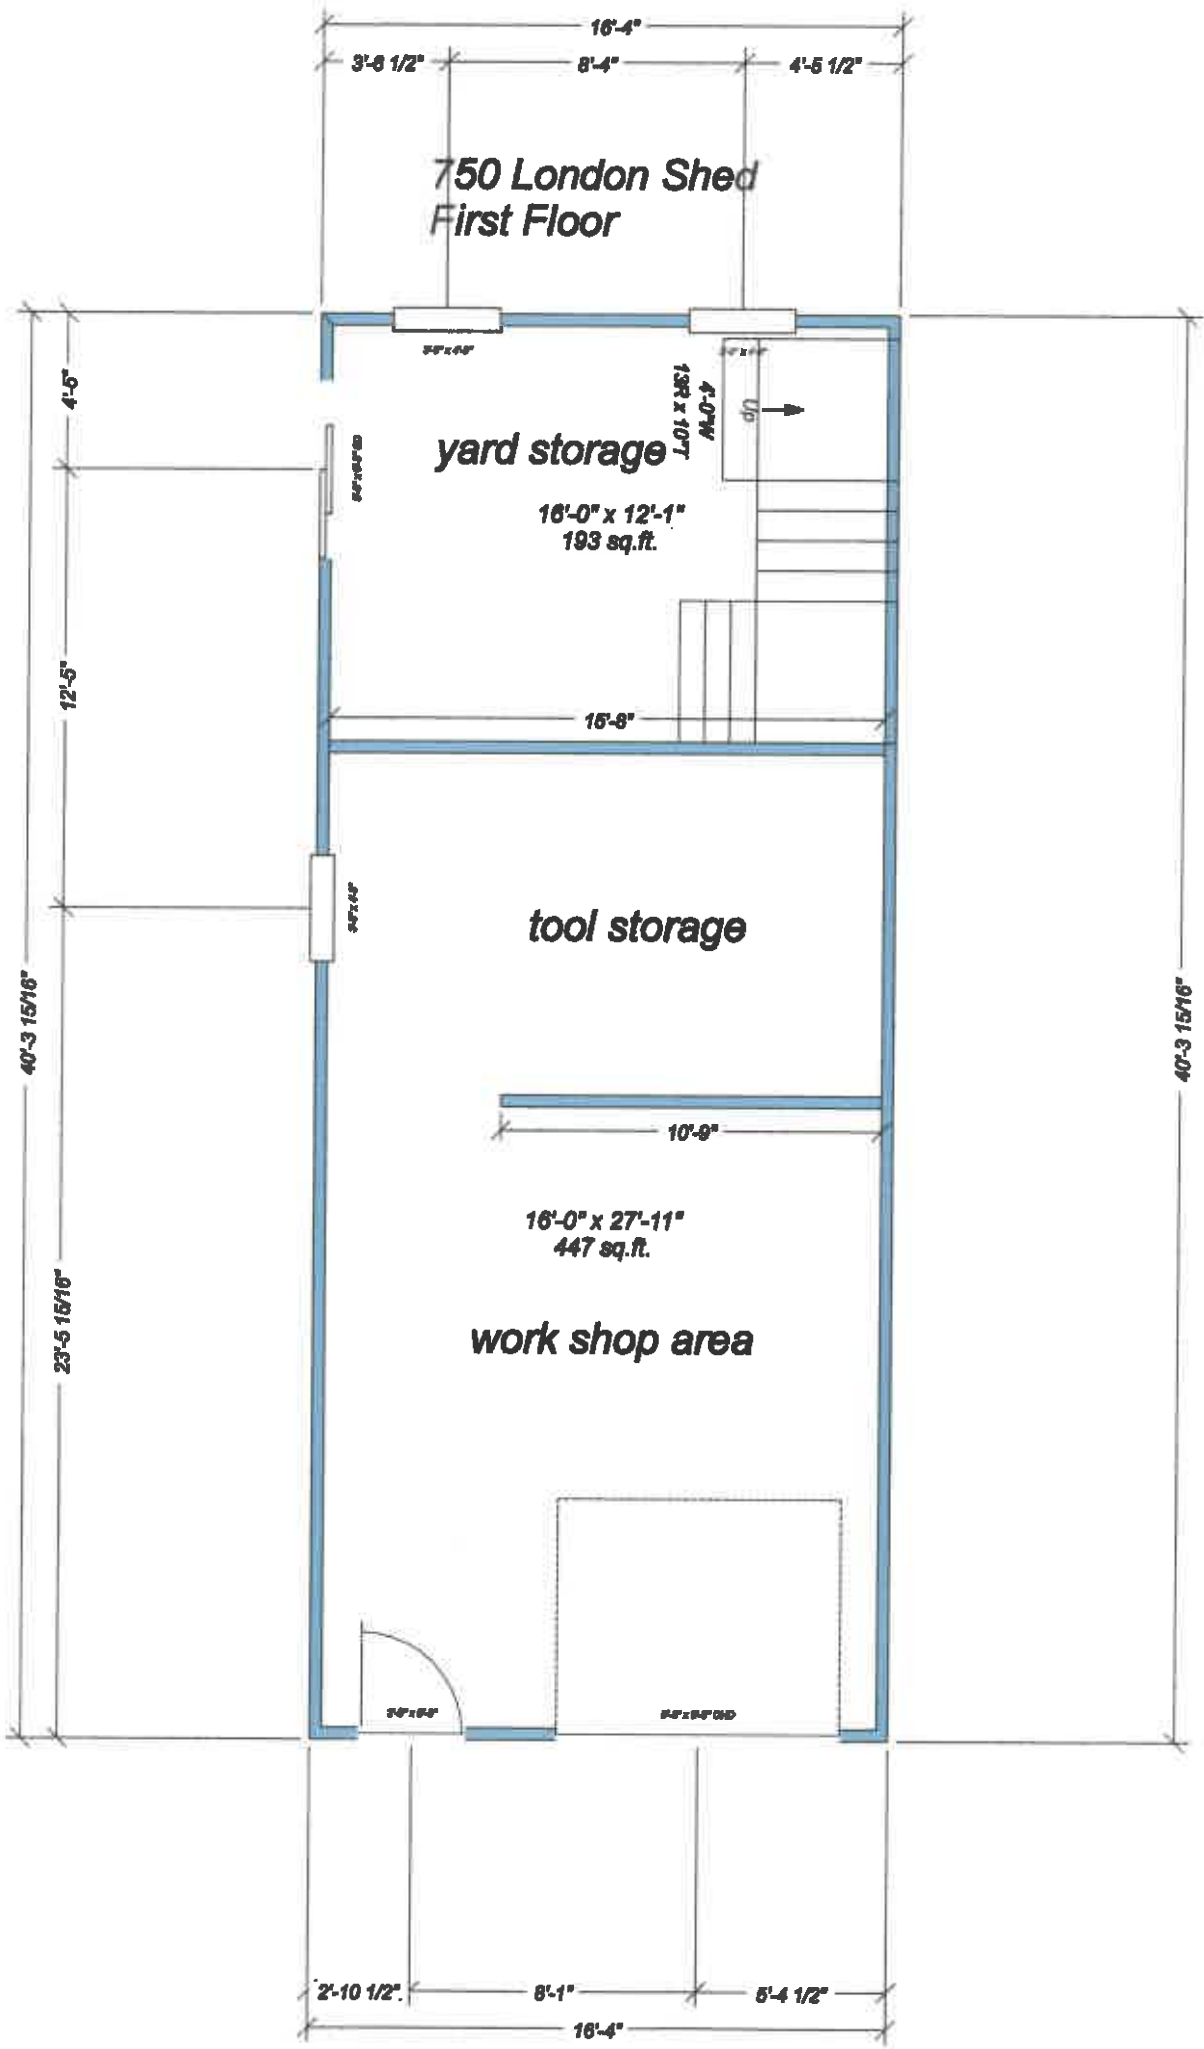 16'-4"
3'-6 1/2"
8'-4"
4'-5 1/2"
750 London Shed
First Floor
4'-5"
4'-0"W
13R x 10"T
Up
yard storage
16'-0" x 12'-1"
193 sq.ft.
12'-5"
15'-8"
tool storage
40'-3 15/16"
40'-3 15/16"
10'-9"
16'-0" x 27'-11"
447 sq.ft.
23'-5 15/16"
work shop area
2'-10 1/2"
8'-1"
5'-4 1/2"
16'-4"